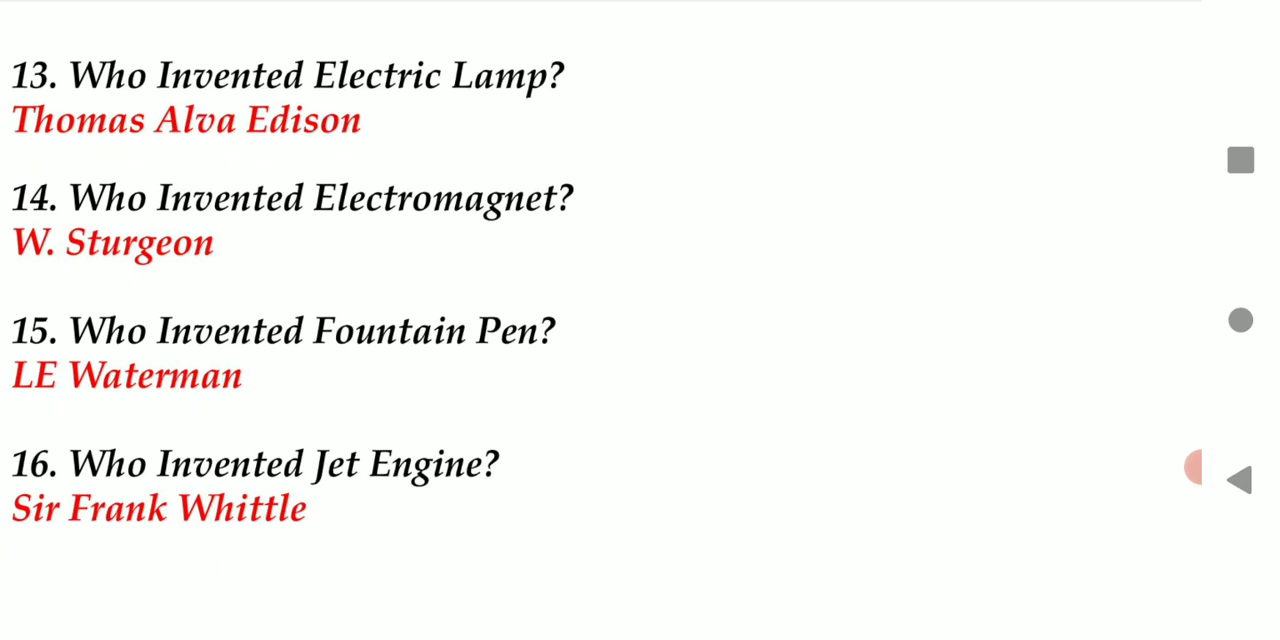 13. Who Invented Electric Lamp?
Thomas Alva Edison
14. Who Invented Electromagnet?
W. Sturgeon
15. Who Invented Fountain Pen?
LE Waterman
16. Who Invented Jet Engine?
Sir Frank Whittle